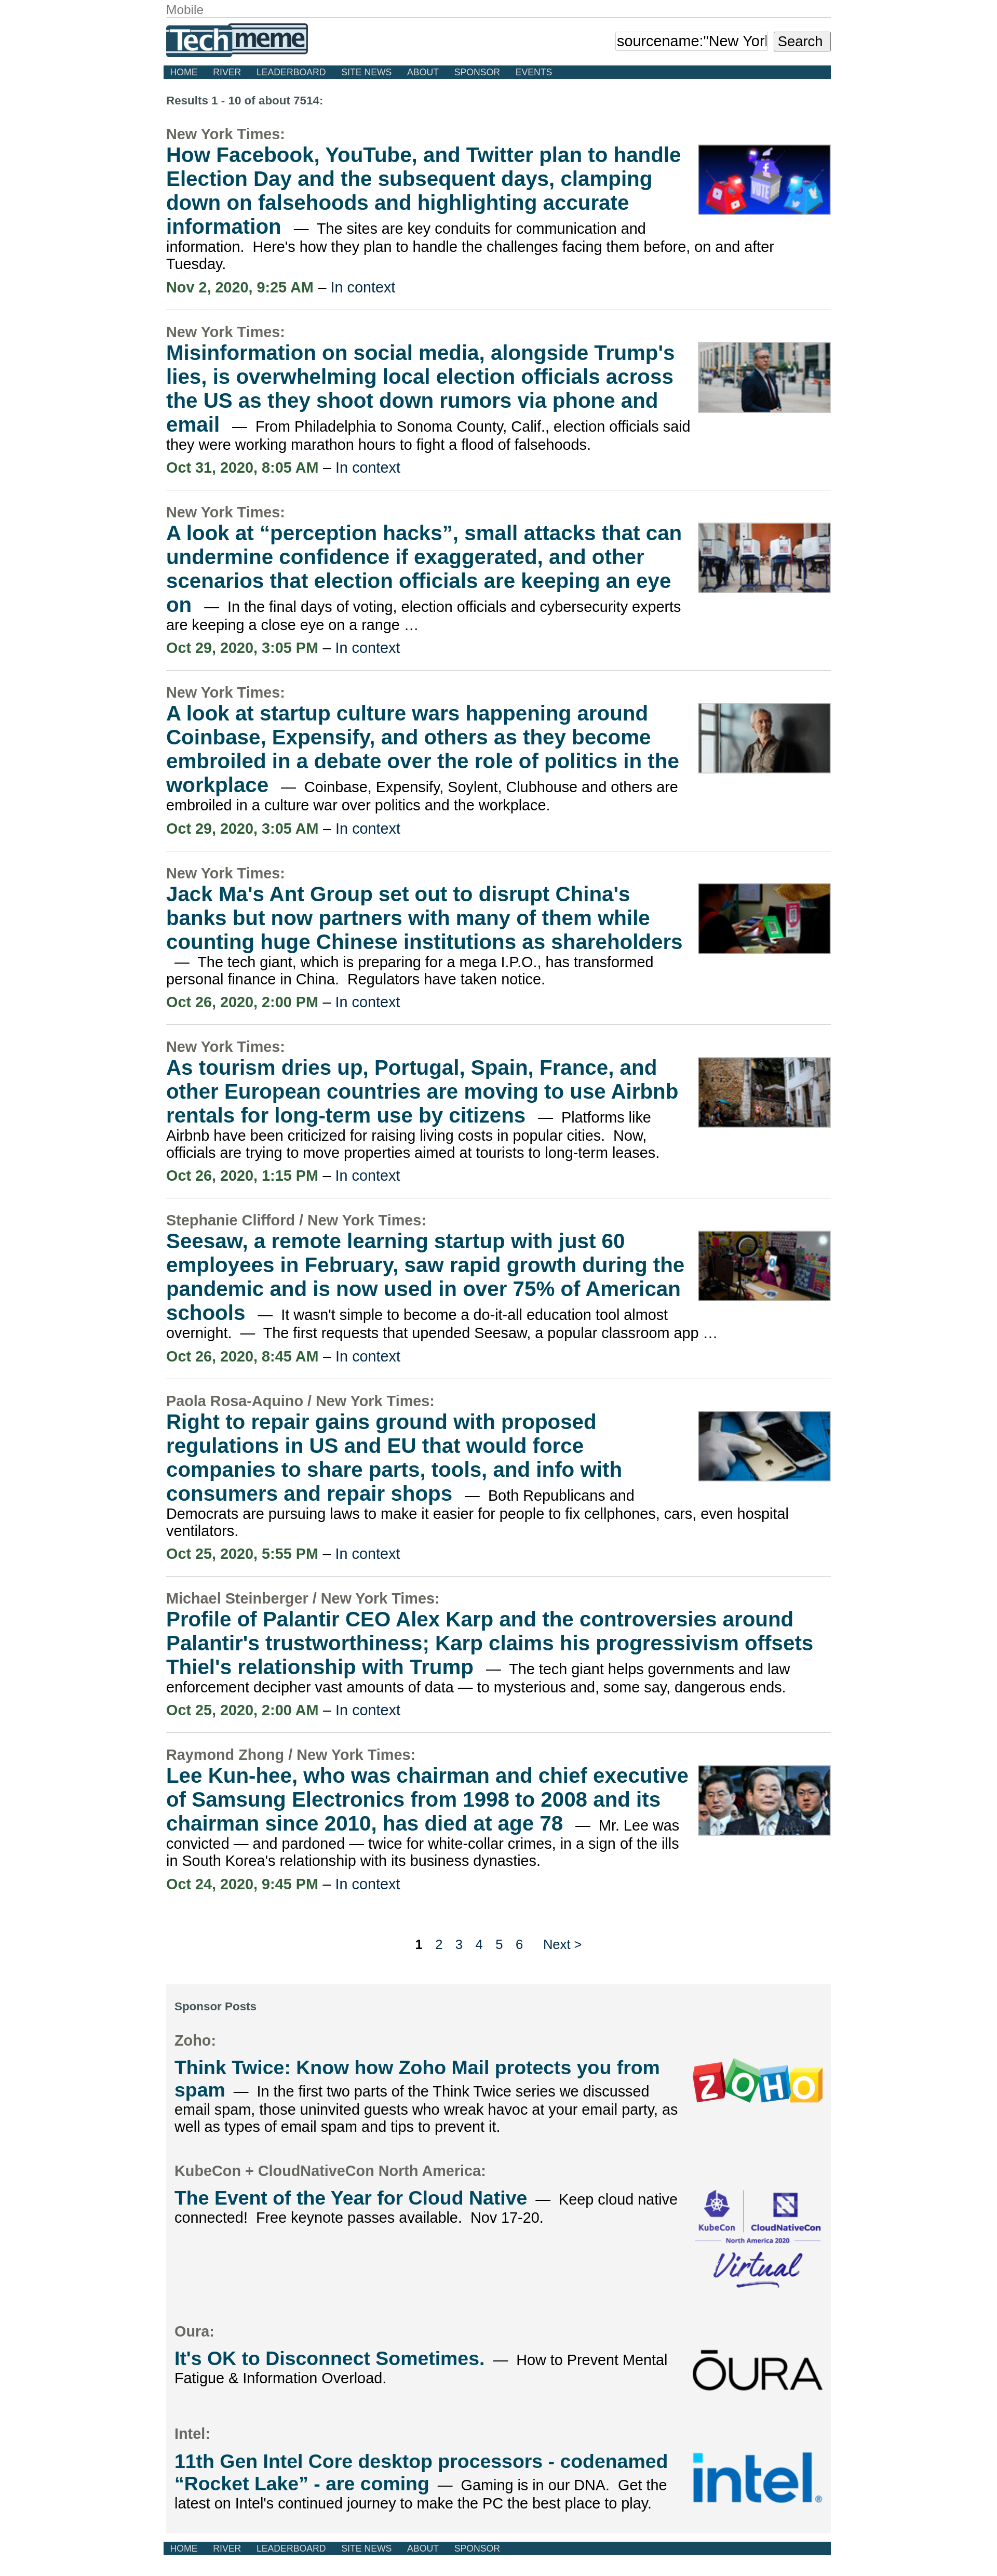 Mobile
Techmeme
sourcename:"New Yorl
Search
HOME RIVER LEADERBOARD SITE NEWS ABOUT SPONSOR EVENTS
Results 1 - 10 of about 7514:
New York Times:
How Facebook, YouTube, and Twitter plan to handle
Election Day and the subsequent days, clamping
down on falsehoods and highlighting accurate
information — The sites are key conduits for communication and
information. Here's how they plan to handle the challenges facing them before, on and after
Tuesday.
Nov 2, 2020, 9:25 AM – In context
VOTE
New York Times:
Misinformation on social media, alongside Trump's
lies, is overwhelming local election officials across
the US as they shoot down rumors via phone and
email — From Philadelphia to Sonoma County, Calif., election officials said
they were working marathon hours to fight a flood of falsehoods.
Oct 31, 2020, 8:05 AM – In context
New York Times:
A look at “perception hacks”, small attacks that can
undermine confidence if exaggerated, and other
scenarios that election officials are keeping an eye
on — In the final days of voting, election officials and cybersecurity experts
are keeping a close eye on a range …
Oct 29, 2020, 3:05 PM – In context
New York Times:
A look at startup culture wars happening around
Coinbase, Expensify, and others as they become
embroiled in a debate over the role of politics in the
workplace — Coinbase, Expensify, Soylent, Clubhouse and others are
embroiled in a culture war over politics and the workplace.
Oct 29, 2020, 3:05 AM – In context
New York Times:
Jack Ma's Ant Group set out to disrupt China's
banks but now partners with many of them while
counting huge Chinese institutions as shareholders
— The tech giant, which is preparing for a mega I.P.O., has transformed
personal finance in China. Regulators have taken notice.
Oct 26, 2020, 2:00 PM – In context
New York Times:
As tourism dries up, Portugal, Spain, France, and
other European countries are moving to use Airbnb
rentals for long-term use by citizens — Platforms like
Airbnb have been criticized for raising living costs in popular cities. Now,
officials are trying to move properties aimed at tourists to long-term leases.
Oct 26, 2020, 1:15 PM – In context
Stephanie Clifford / New York Times:
Seesaw, a remote learning startup with just 60
employees in February, saw rapid growth during the
pandemic and is now used in over 75% of American
schools — It wasn't simple to become a do-it-all education tool almost
overnight. — The first requests that upended Seesaw, a popular classroom app …
Oct 26, 2020, 8:45 AM – In context
Paola Rosa-Aquino / New York Times:
Right to repair gains ground with proposed
regulations in US and EU that would force
companies to share parts, tools, and info with
consumers and repair shops — Both Republicans and
Democrats are pursuing laws to make it easier for people to fix cellphones, cars, even hospital
ventilators.
Oct 25, 2020, 5:55 PM – In context
Michael Steinberger / New York Times:
Profile of Palantir CEO Alex Karp and the controversies around
Palantir's trustworthiness; Karp claims his progressivism offsets
Thiel's relationship with Trump — The tech giant helps governments and law
enforcement decipher vast amounts of data — to mysterious and, some say, dangerous ends.
Oct 25, 2020, 2:00 AM – In context
Raymond Zhong / New York Times:
Lee Kun-hee, who was chairman and chief executive
of Samsung Electronics from 1998 to 2008 and its
chairman since 2010, has died at age 78 — Mr. Lee was
convicted — and pardoned — twice for white-collar crimes, in a sign of the ills
in South Korea's relationship with its business dynasties.
Oct 24, 2020, 9:45 PM – In context
1 2 3 4 5 6 Next >
Sponsor Posts
Zoho:
Think Twice: Know how Zoho Mail protects you from
spam — In the first two parts of the Think Twice series we discussed
email spam, those uninvited guests who wreak havoc at your email party, as
well as types of email spam and tips to prevent it.
ZOHO
KubeCon + CloudNativeCon North America:
The Event of the Year for Cloud Native — Keep cloud native
connected! Free keynote passes available. Nov 17-20.
KubeCon CloudNativeCon
North America 2020
Virtual
Oura:
It's OK to Disconnect Sometimes. — How to Prevent Mental
Fatigue & Information Overload.
ŌURA
Intel:
11th Gen Intel Core desktop processors - codenamed
“Rocket Lake” - are coming — Gaming is in our DNA. Get the
latest on Intel's continued journey to make the PC the best place to play.
intel®
HOME RIVER LEADERBOARD SITE NEWS ABOUT SPONSOR